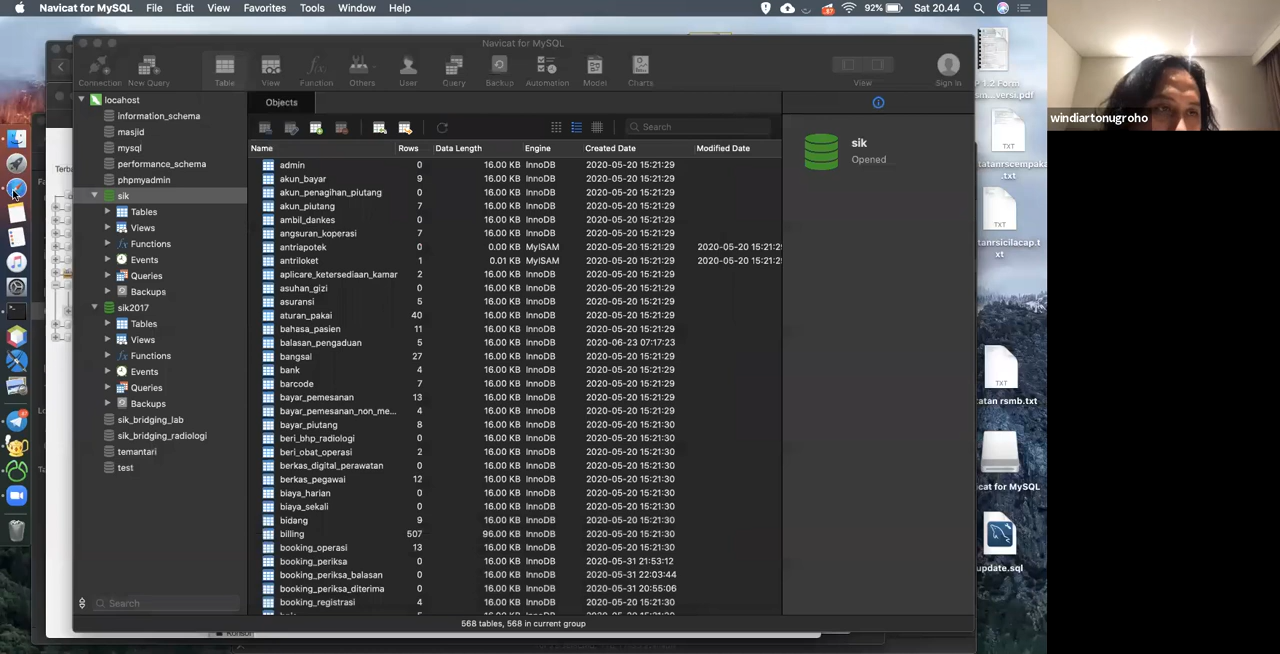 Navicat for MySQL File Edit View Favorites Tools Window Help 92% Sat 20.44
Navicat for MySQL
Connection New Query Table View Function Others User Query Backup Automation Model Charts View Sign In
locahost
information_schema
masjid
mysql
performance_schema
phpmyadmin
sik
Tables
Views
Functions
Events
Queries
Backups
sik2017
Tables
Views
Functions
Events
Queries
Backups
sik_bridging_lab
sik_bridging_radiologi
temantari
test
Search
Objects
Search
Name Rows Data Length Engine Created Date Modified Date
admin 0 16.00 KB InnoDB 2020-05-20 15:21:29
akun_bayar 9 16.00 KB InnoDB 2020-05-20 15:21:29
akun_penagihan_piutang 0 16.00 KB InnoDB 2020-05-20 15:21:29
akun_piutang 7 16.00 KB InnoDB 2020-05-20 15:21:29
ambil_dankes 0 16.00 KB InnoDB 2020-05-20 15:21:29
angsuran_koperasi 7 16.00 KB InnoDB 2020-05-20 15:21:29
antriapotek 0 0.00 KB MyISAM 2020-05-20 15:21:29 2020-05-20 15:21:29
antriloket 1 0.01 KB MyISAM 2020-05-20 15:21:29 2020-05-20 15:21:29
aplicare_ketersediaan_kamar 2 16.00 KB InnoDB 2020-05-20 15:21:29
asuhan_gizi 0 16.00 KB InnoDB 2020-05-20 15:21:29
asuransi 5 16.00 KB InnoDB 2020-05-20 15:21:29
aturan_pakai 40 16.00 KB InnoDB 2020-05-20 15:21:29
bahasa_pasien 11 16.00 KB InnoDB 2020-05-20 15:21:29
balasan_pengaduan 5 16.00 KB InnoDB 2020-06-23 07:17:23
bangsal 27 16.00 KB InnoDB 2020-05-20 15:21:29
bank 4 16.00 KB InnoDB 2020-05-20 15:21:29
barcode 7 16.00 KB InnoDB 2020-05-20 15:21:29
bayar_pemesanan 13 16.00 KB InnoDB 2020-05-20 15:21:29
bayar_pemesanan_non_me... 4 16.00 KB InnoDB 2020-05-20 15:21:29
bayar_piutang 8 16.00 KB InnoDB 2020-05-20 15:21:30
beri_bhp_radiologi 0 16.00 KB InnoDB 2020-05-20 15:21:30
beri_obat_operasi 2 16.00 KB InnoDB 2020-05-20 15:21:30
berkas_digital_perawatan 0 16.00 KB InnoDB 2020-05-20 15:21:30
berkas_pegawai 12 16.00 KB InnoDB 2020-05-20 15:21:30
biaya_harian 0 16.00 KB InnoDB 2020-05-20 15:21:30
biaya_sekali 0 16.00 KB InnoDB 2020-05-20 15:21:30
bidang 9 16.00 KB InnoDB 2020-05-20 15:21:30
billing 507 96.00 KB InnoDB 2020-05-20 15:21:30
booking_operasi 13 16.00 KB InnoDB 2020-05-20 15:21:30
booking_periksa 0 16.00 KB InnoDB 2020-05-31 21:53:12
booking_periksa_balasan 0 16.00 KB InnoDB 2020-05-31 22:03:44
booking_periksa_diterima 0 16.00 KB InnoDB 2020-05-31 20:55:06
booking_registrasi 4 16.00 KB InnoDB 2020-05-20 15:21:30
568 tables, 568 in current group
sik
Opened
Terba
Konsol
1.2 Form
versi.pdf
TXT
tanrscempaka
.txt
TXT
tanrsicilacap.t
xt
TXT
tatan rsmb.txt
cat for MySQL
update.sql
windiartonugroho